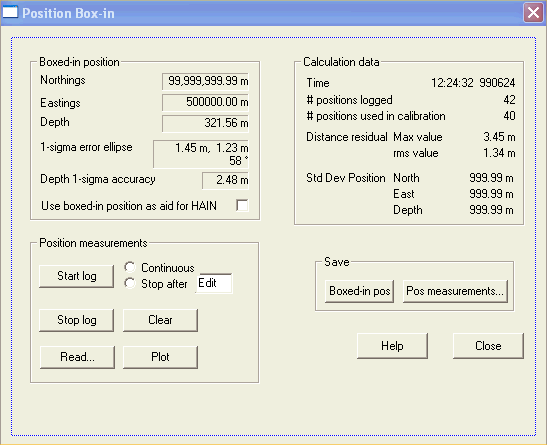 Position Box-in
Boxed-in position
Northings 99,999,999.99 m
Eastings 500000.00 m
Depth 321.56 m
1-sigma error ellipse 1.45 m, 1.23 m
58 °
Depth 1-sigma accuracy 2.48 m
Use boxed-in position as aid for HAIN
Calculation data
Time 12:24:32 990624
# positions logged 42
# positions used in calibration 40
Distance residual Max value 3.45 m
rms value 1.34 m
Std Dev Position North 999.99 m
East 999.99 m
Depth 999.99 m
Position measurements
Start log
Continuous
Stop after Edit
Stop log Clear
Read... Plot
Save
Boxed-in pos Pos measurements...
Help Close